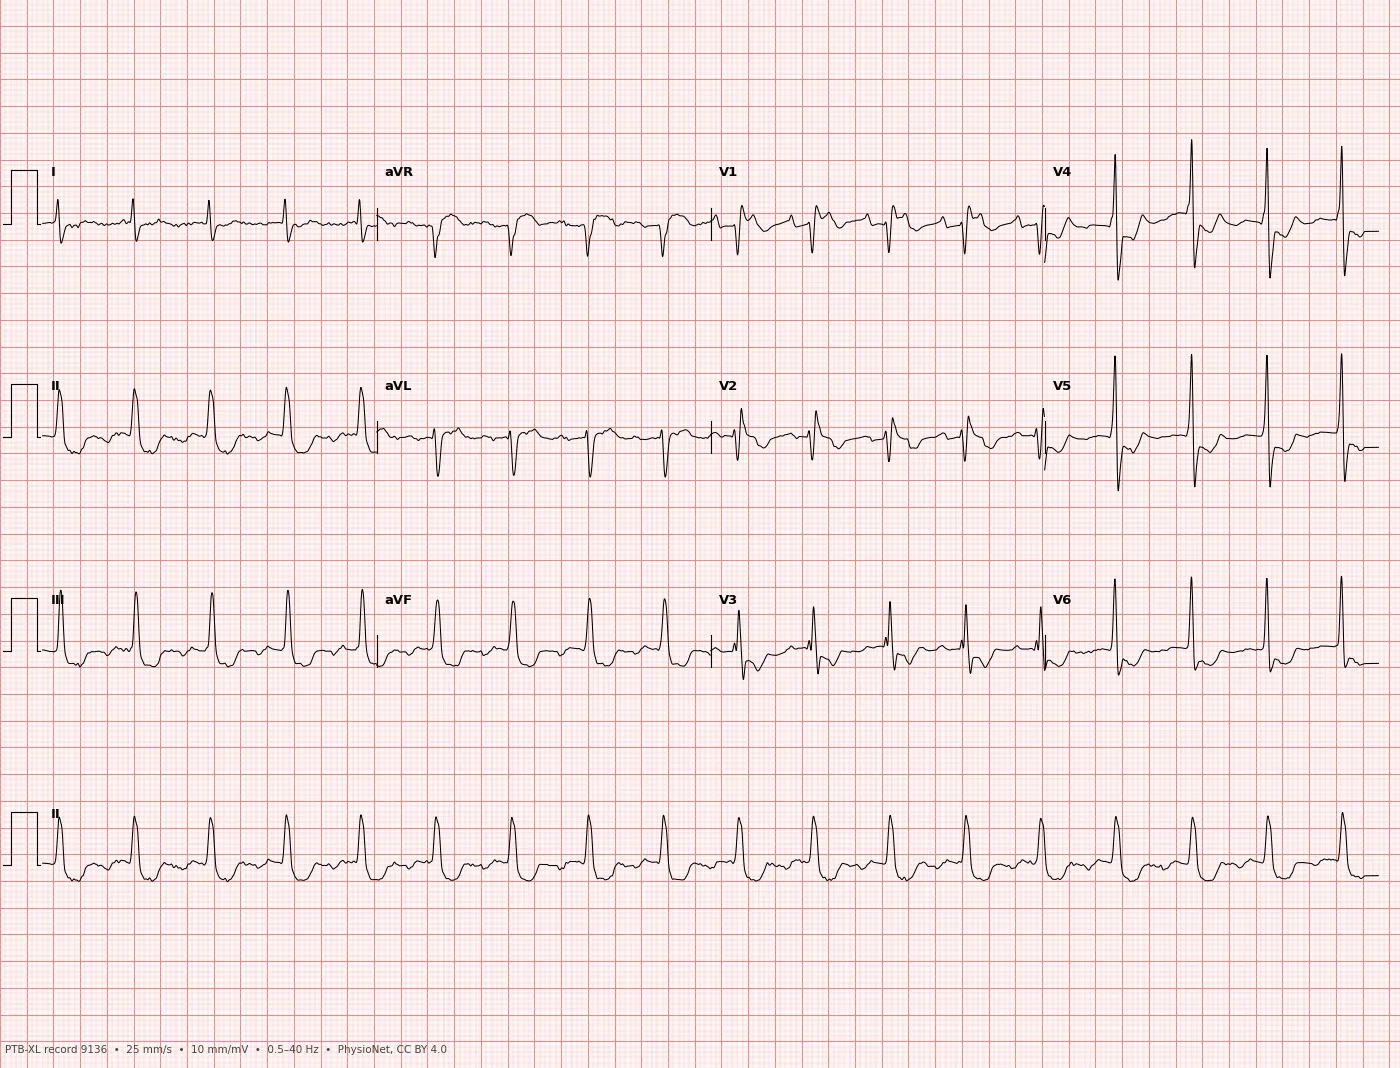 I aVR V1 V4
II aVL V2 V5
III aVF V3 V6
II
PTB-XL record 9136 • 25 mm/s • 10 mm/mV • 0.5–40 Hz • PhysioNet, CC BY 4.0